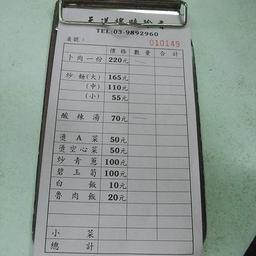 TEL:03-9892960
桌號:
010149
價格 數量 合計
卜肉一份 220元
炒麵(大) 165元
(中) 110元
(小) 55元
酸辣湯 70元
燙A菜 50元
燙空心菜 50元
炒青蔥 100元
碧玉筍 100元
白飯 10元
魯肉飯 20元
小菜
總計